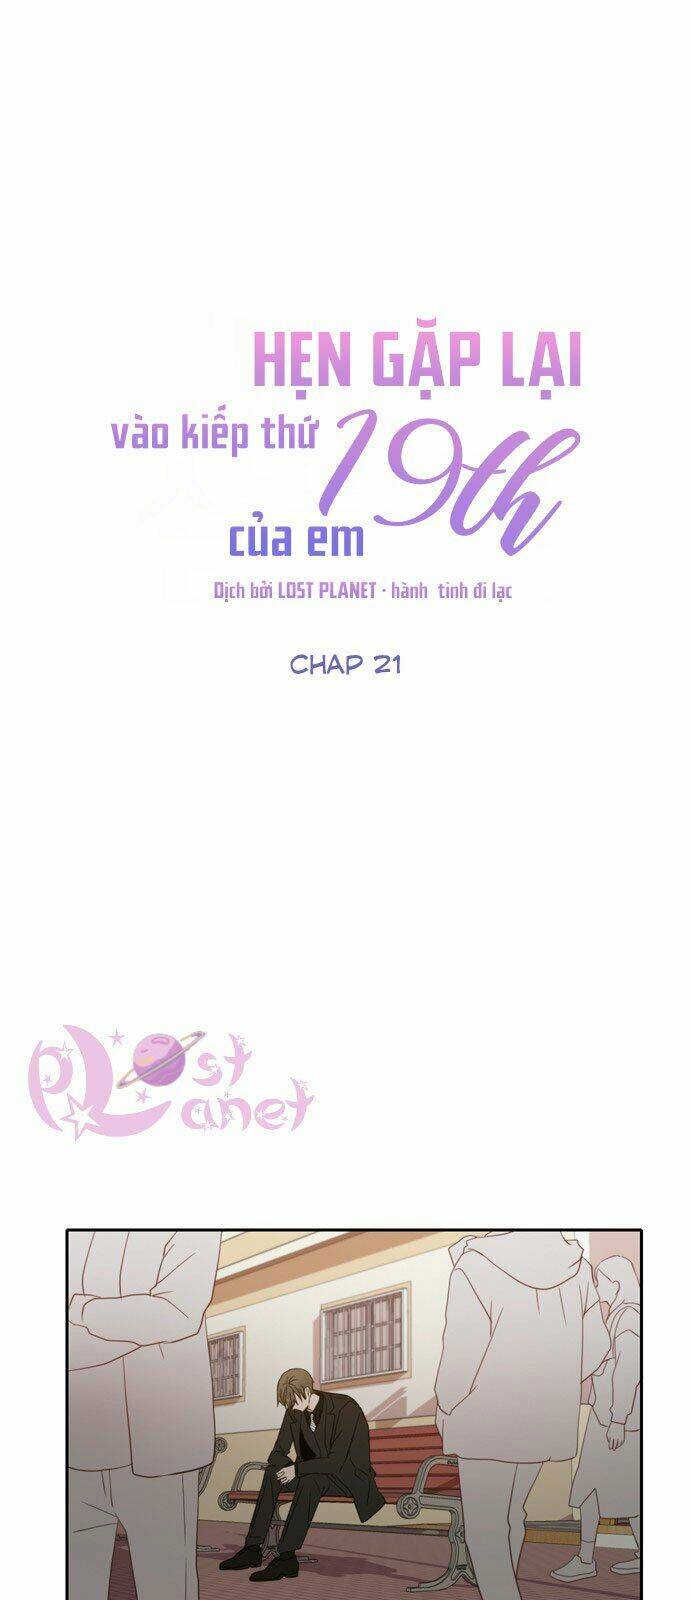 HẸN GẶP LẠI
vào kiếp thứ 19th
của em
Dịch bởi LOST PLANET · hành tinh đi lạc
CHAP 21
Lost
Planet